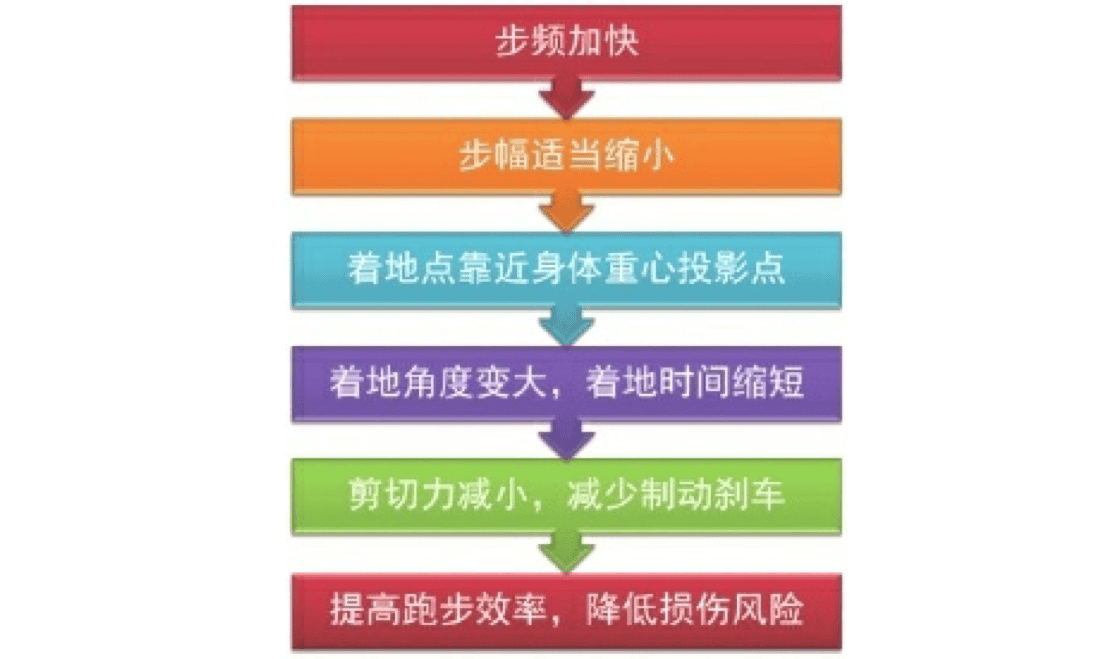 步频加快
步幅适当缩小
着地点靠近身体重心投影点
着地角度变大，着地时间缩短
剪切力减小，减少制动刹车
提高跑步效率，降低损伤风险